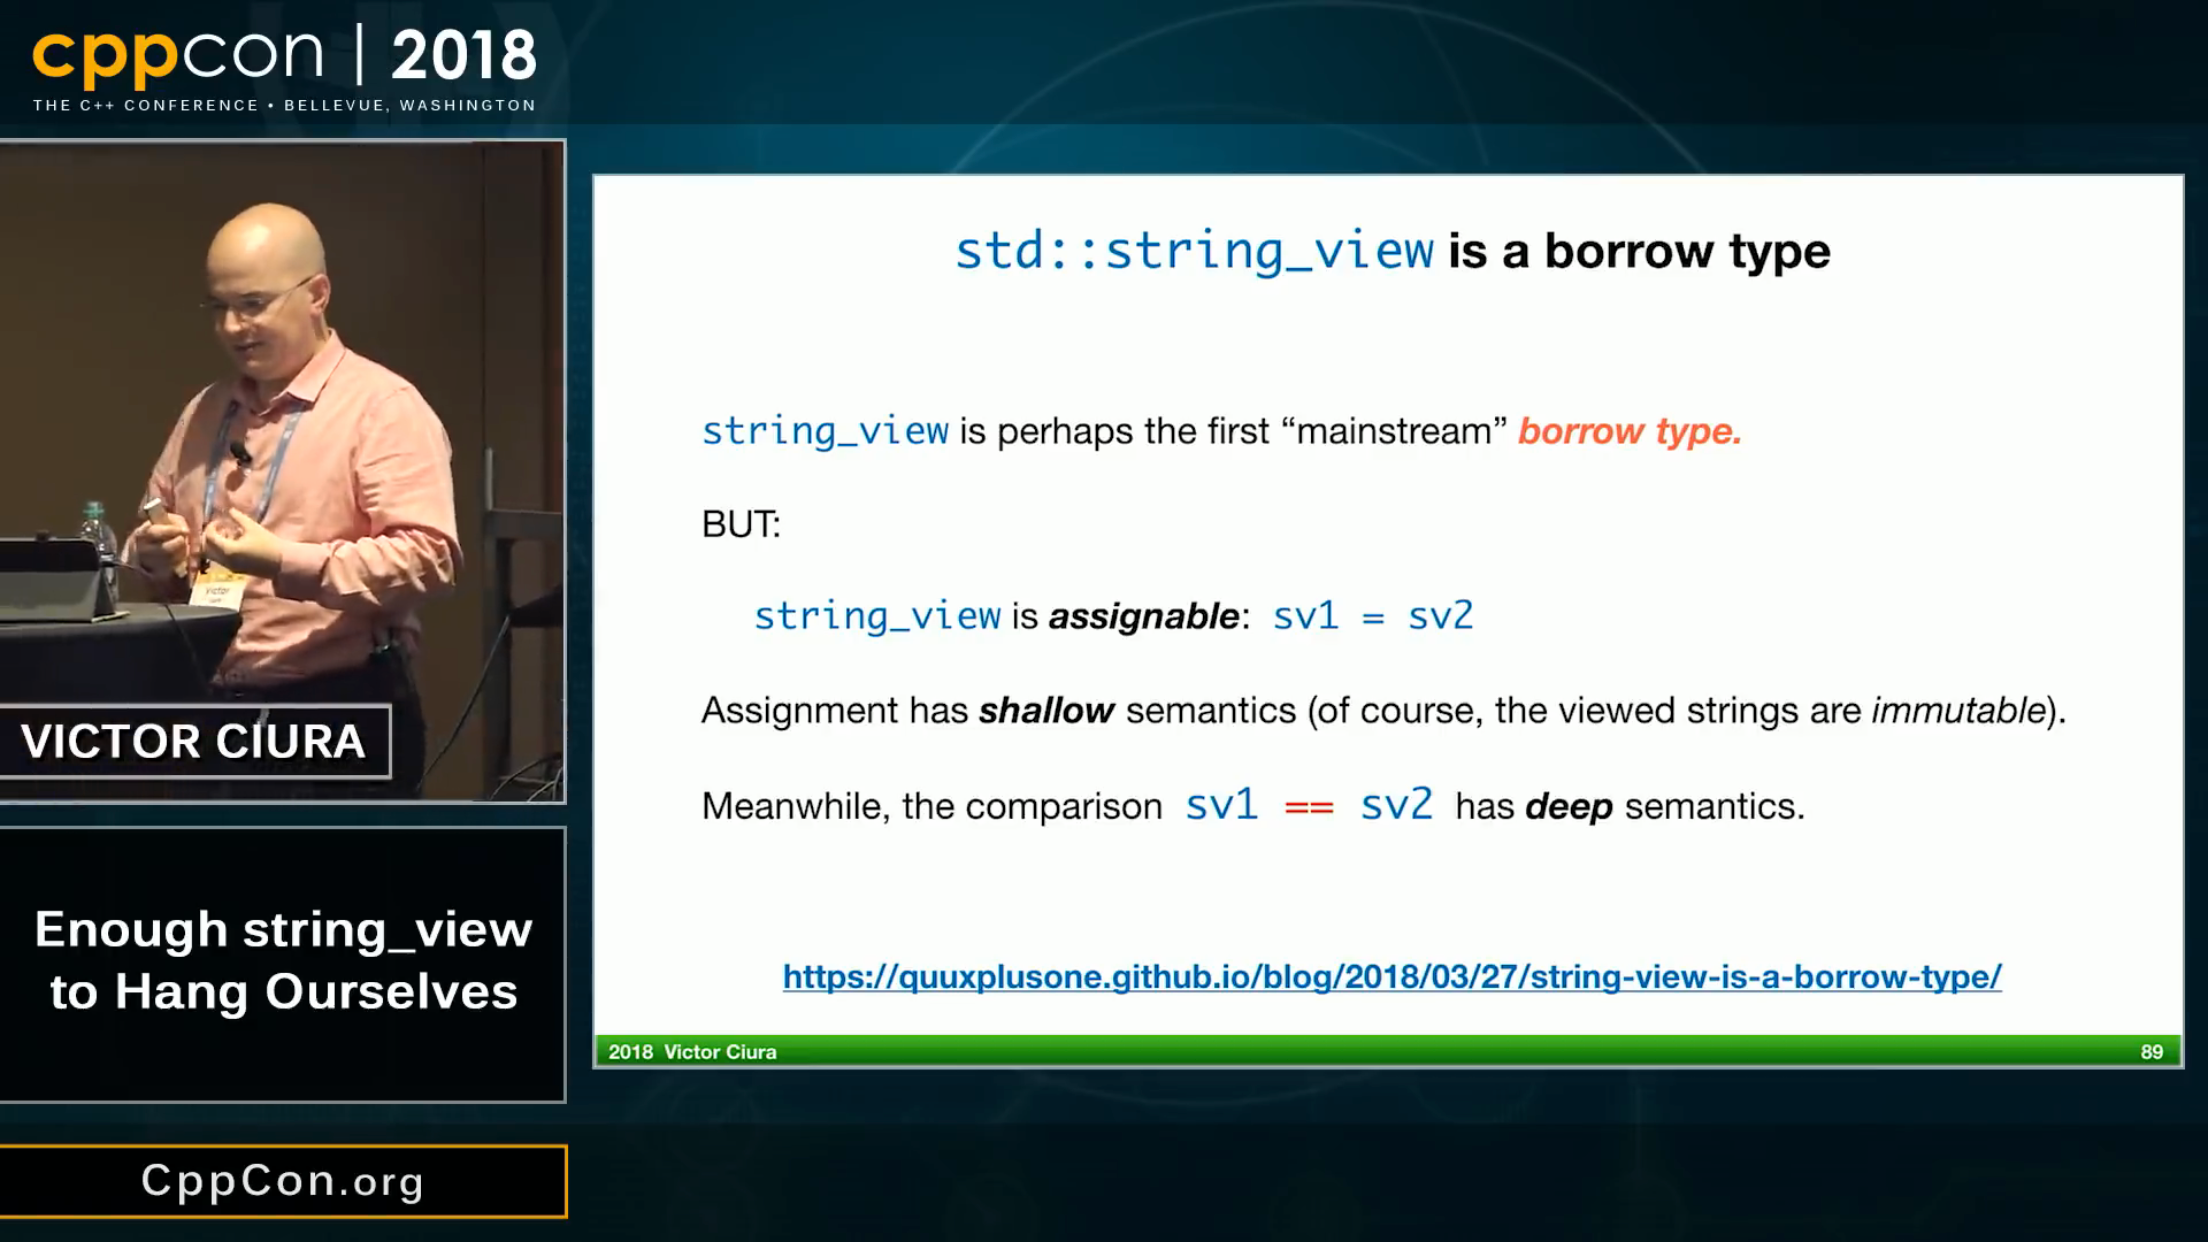 cppcon | 2018
THE C++ CONFERENCE • BELLEVUE, WASHINGTON
Victor
VICTOR CIURA
Enough string_view
to Hang Ourselves
CppCon.org
std::string_view is a borrow type
string_view is perhaps the first “mainstream” borrow type.
BUT:
string_view is assignable: sv1 = sv2
Assignment has shallow semantics (of course, the viewed strings are immutable).
Meanwhile, the comparison sv1 == sv2 has deep semantics.
https://quuxplusone.github.io/blog/2018/03/27/string-view-is-a-borrow-type/
2018 Victor Ciura
89